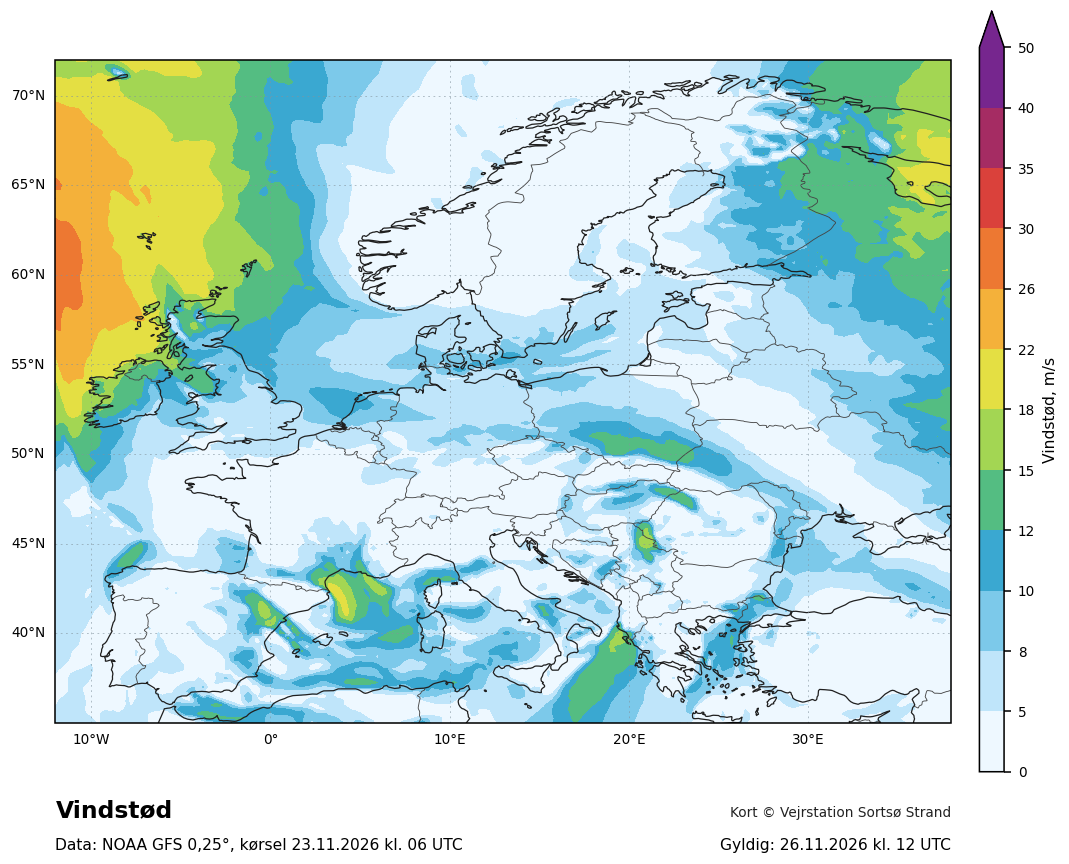 50
40
35
30
26
22
18
15
12
10
8
5
0
Vindstød, m/s
70°N
65°N
60°N
55°N
50°N
45°N
40°N
10°W
0°
10°E
20°E
30°E
Vindstød
Kort © Vejrstation Sortsø Strand
Data: NOAA GFS 0,25°, kørsel 23.11.2026 kl. 06 UTC
Gyldig: 26.11.2026 kl. 12 UTC